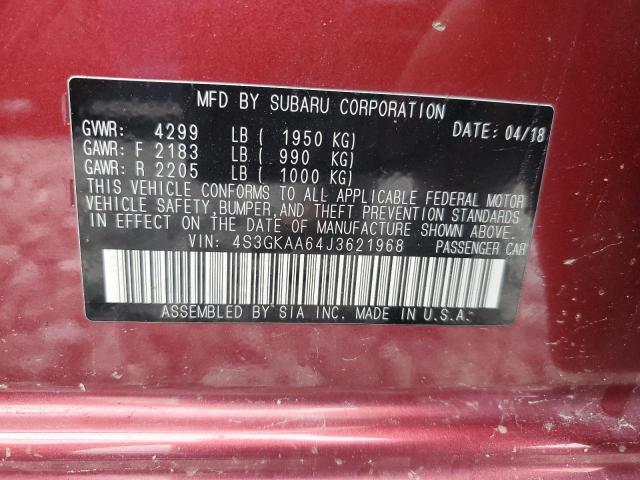 MFD BY SUBARU CORPORATION
GVWR: 4299 LB ( 1950 KG) DATE: 04/18
GAWR: F 2183 LB ( 990 KG)
GAWR: R 2205 LB ( 1000 KG)
THIS VEHICLE CONFORMS TO ALL APPLICABLE FEDERAL MOTOR
VEHICLE SAFETY, BUMPER, AND THEFT PREVENTION STANDARDS
IN EFFECT ON THE DATE OF MANUFACTURE SHOWN ABOVE.
VIN: 4S3GKAA64J3621968 PASSENGER CAR
ASSEMBLED BY SIA INC. MADE IN U.S.A.